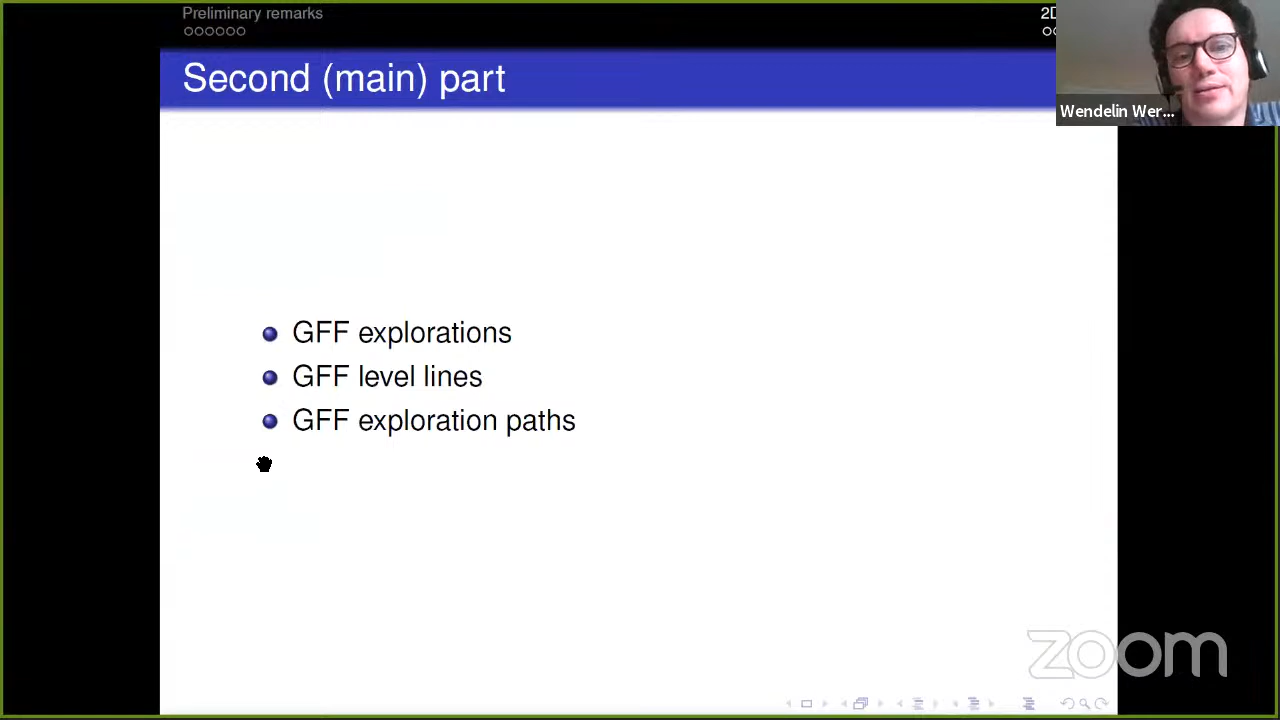 Preliminary remarks
2D
Second (main) part
Wendelin Wer...
GFF explorations
GFF level lines
GFF exploration paths
zoom